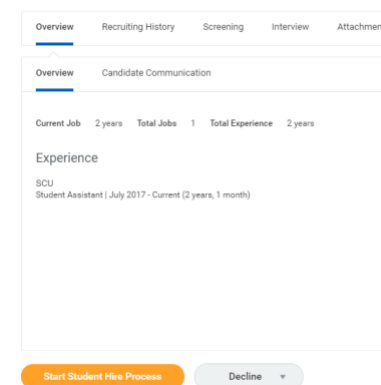 Overview Recruiting History Screening Interview Attachmen
Overview Candidate Communication
Current Job 2 years Total Jobs 1 Total Experience 2 years
Experience
SCU
Student Assistant | July 2017 - Current (2 years, 1 month)
Start Student Hire Process Decline